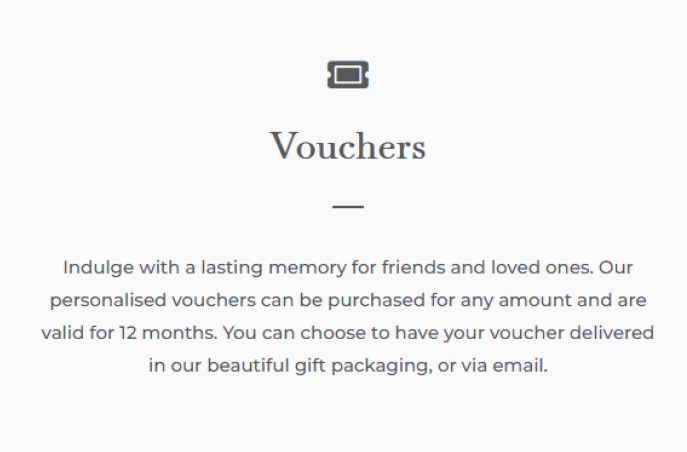 Vouchers
Indulge with a lasting memory for friends and loved ones. Our
personalised vouchers can be purchased for any amount and are
valid for 12 months. You can choose to have your voucher delivered
in our beautiful gift packaging, or via email.